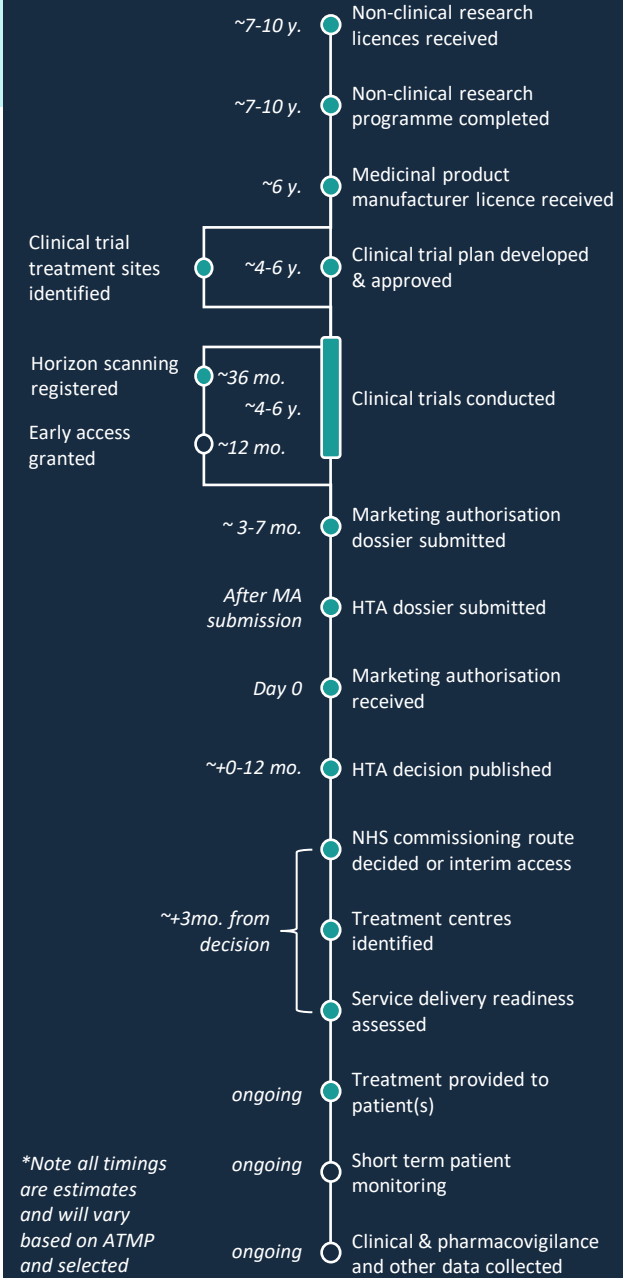 ~7-10 y.
Non-clinical research
licences received
~7-10 y.
Non-clinical research
programme completed
~6 y.
Medicinal product
manufacturer licence received
Clinical trial
treatment sites
identified
~4-6 y.
Clinical trial plan developed
& approved
Horizon scanning
registered
~36 mo.
~4-6 y.
Clinical trials conducted
Early access
granted
~12 mo.
~ 3-7 mo.
Marketing authorisation
dossier submitted
After MA
submission
HTA dossier submitted
Day 0
Marketing authorisation
received
~+0-12 mo.
HTA decision published
NHS commissioning route
decided or interim access
~+3mo. from
decision
Treatment centres
identified
Service delivery readiness
assessed
ongoing
Treatment provided to
patient(s)
ongoing
Short term patient
monitoring
ongoing
Clinical & pharmacovigilance
and other data collected
*Note all timings
are estimates
and will vary
based on ATMP
and selected